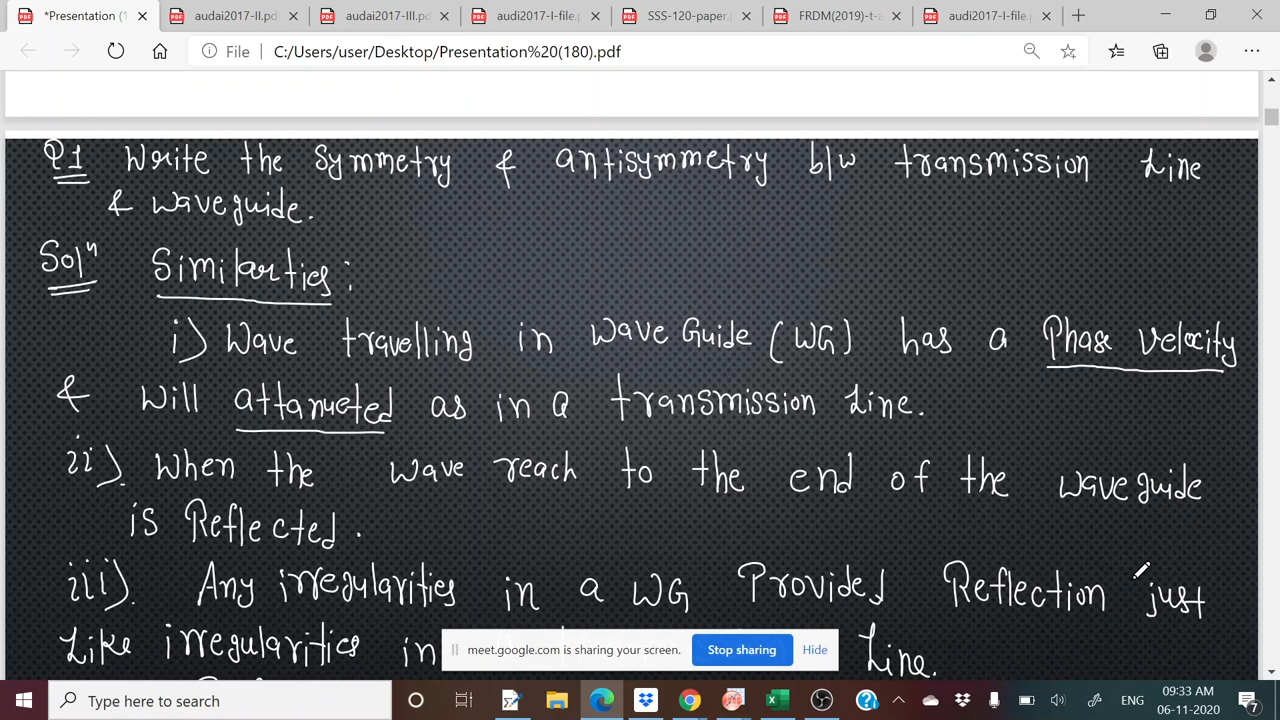 *Presentation (1
audai2017-II.pd
audai2017-III.p
audi2017-I-file.p
SSS-120-paper.
FRDM(2019)-t-a
audi2017-I-file.p
File
C:/Users/user/Desktop/Presentation%20(180).pdf
Q1 Write the Symmetry & antisymmetry b/w transmission Line
& waveguide.
Solⁿ Similarties :
i) Wave travelling in Wave Guide (WG) has a Phase velocity
& will attanueted as in a transmission Line.
ii). When the wave reach to the end of the waveguide
is Reflected.
iii). Any irregularities in a WG Provided Reflection just
Like irregularities in Line.
meet.google.com is sharing your screen.
Stop sharing
Hide
Type here to search
ENG
09:33 AM
06-11-2020
7